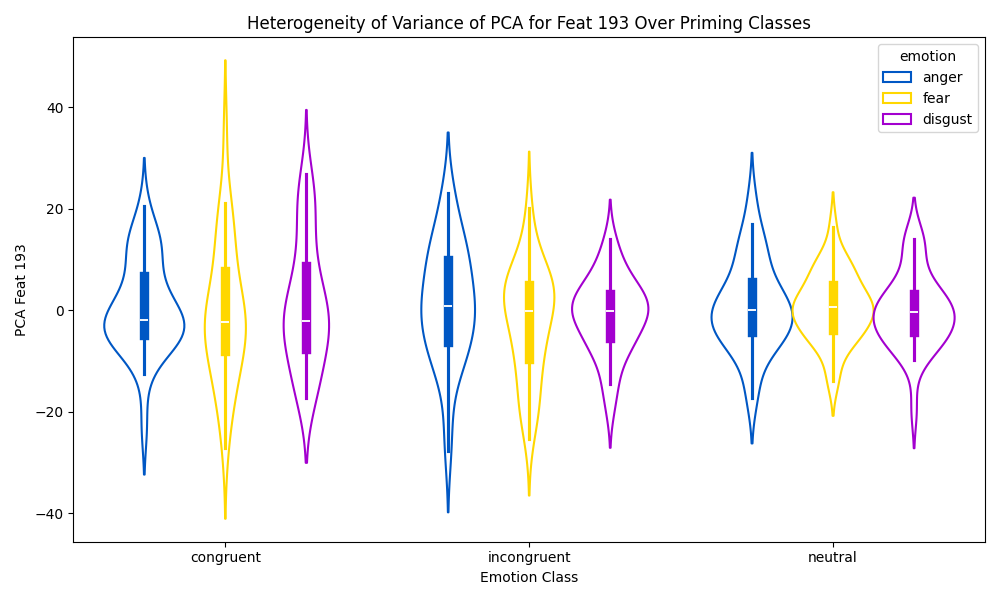 Heterogeneity of Variance of PCA for Feat 193 Over Priming Classes
emotion
anger
fear
disgust
PCA Feat 193
40
20
0
−20
−40
congruent
incongruent
neutral
Emotion Class